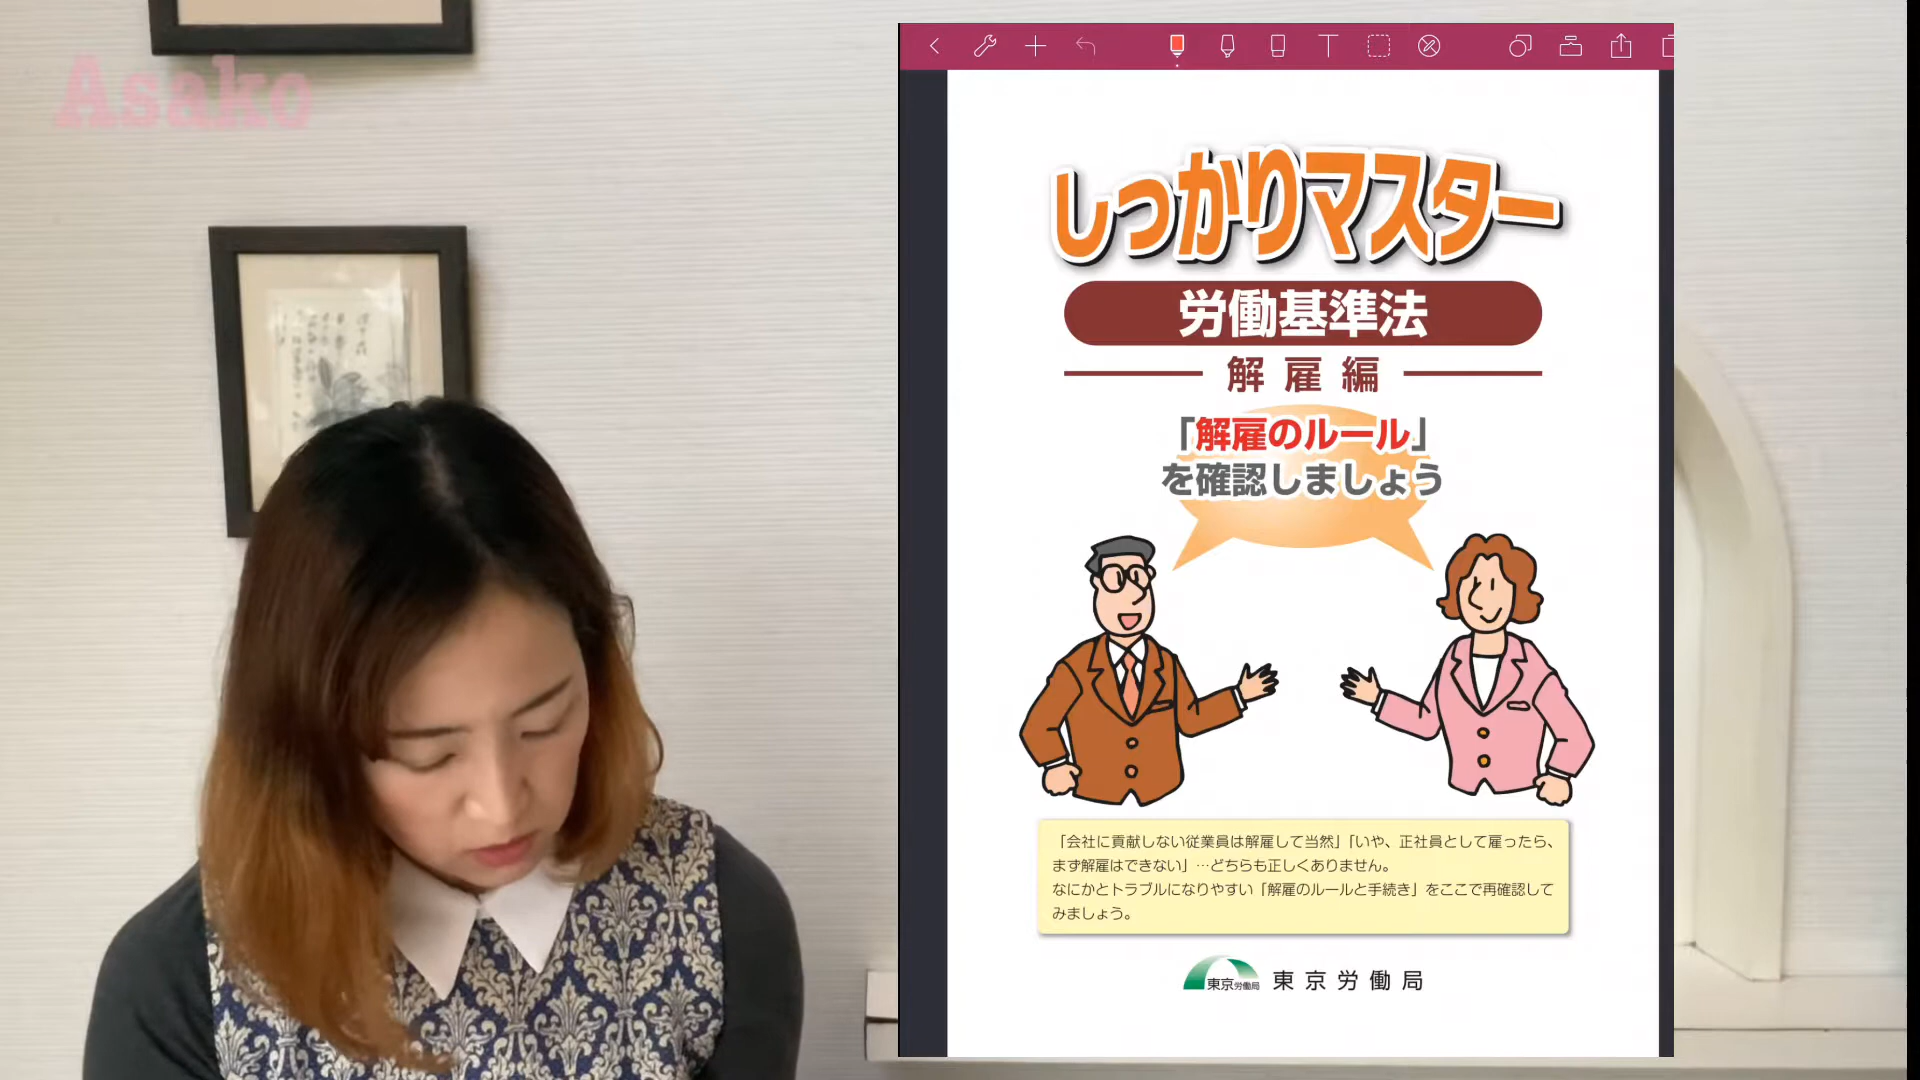 Asako
しっかりマスター
労働基準法
解雇編
「解雇のルール」
を確認しましょう
「会社に貢献しない従業員は解雇して当然」「いや、正社員として雇ったら、
まず解雇はできない」…どちらも正しくありません。
なにかとトラブルになりやすい「解雇のルールと手続き」をここで再確認して
みましょう。
東京労働局 東京労働局